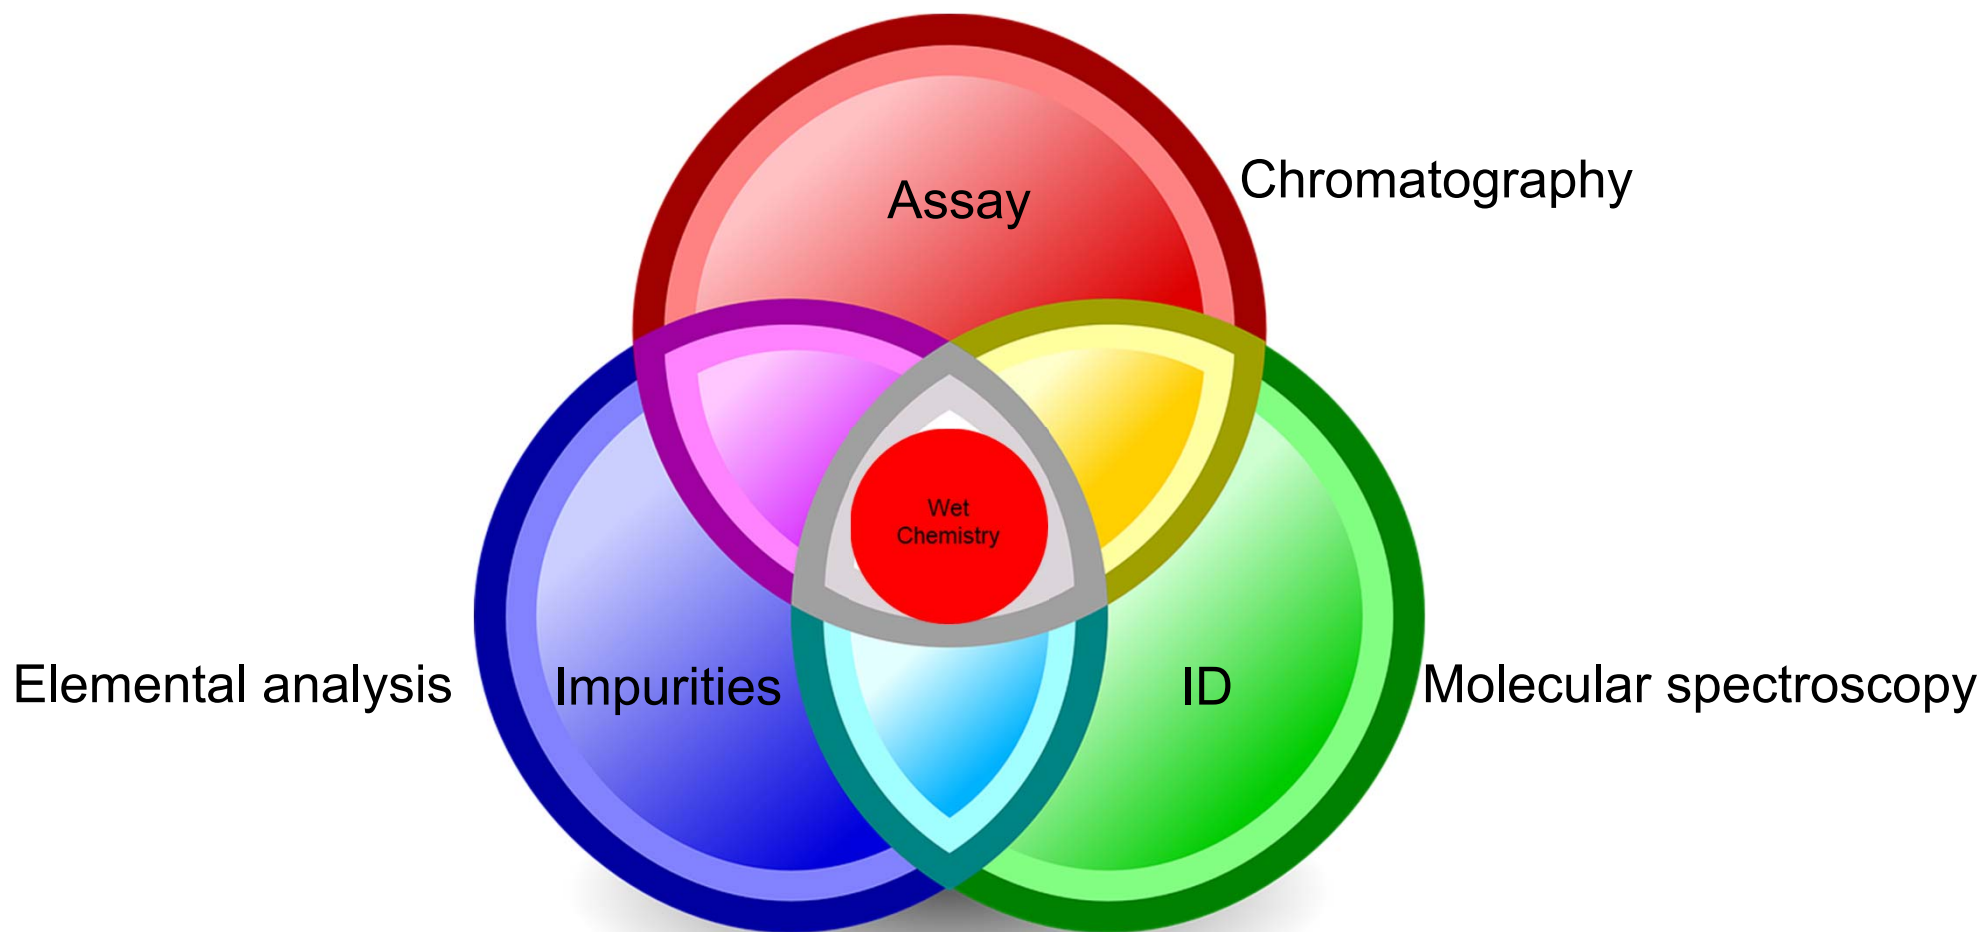 Chromatography
Assay
Wet
Chemistry
Elemental analysis
Impurities
ID
Molecular spectroscopy